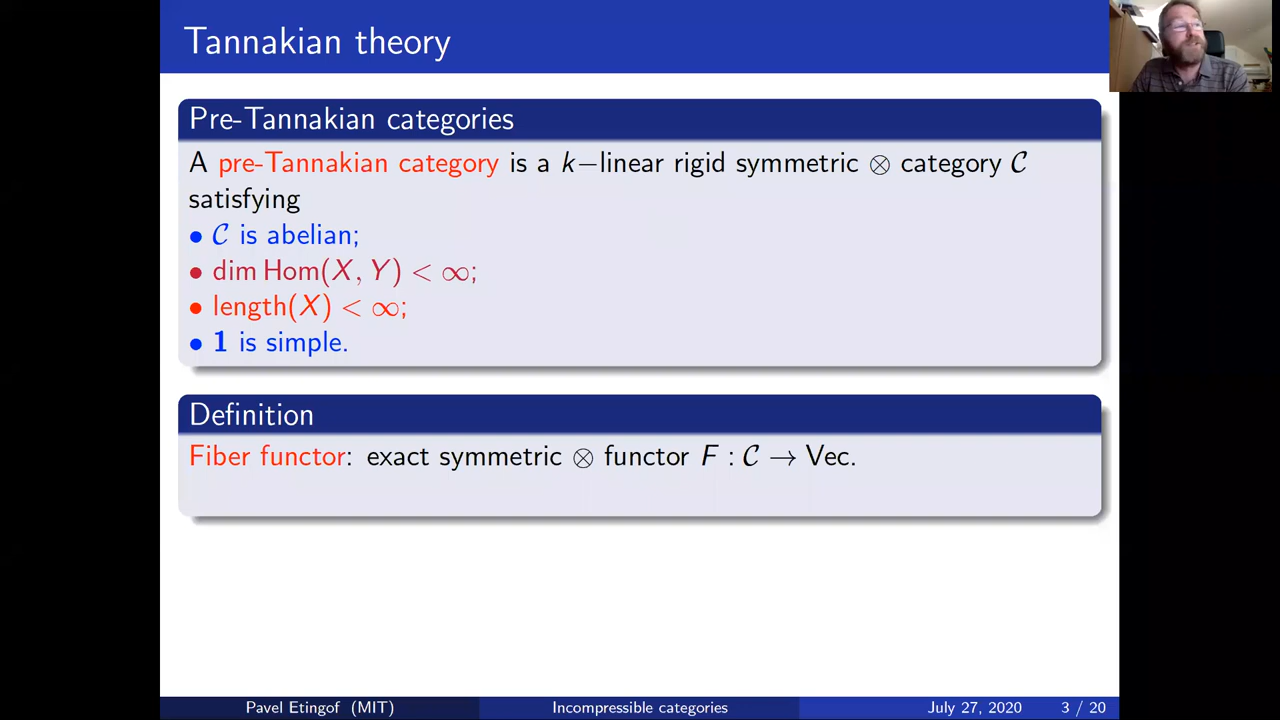 Tannakian theory
Pre-Tannakian categories
A pre-Tannakian category is a k−linear rigid symmetric ⊗ category 𝒞
satisfying
• 𝒞 is abelian;
• dim Hom(X, Y) < ∞;
• length(X) < ∞;
• 1 is simple.
Definition
Fiber functor: exact symmetric ⊗ functor F : 𝒞 → Vec.
Pavel Etingof (MIT) Incompressible categories July 27, 2020 3 / 20